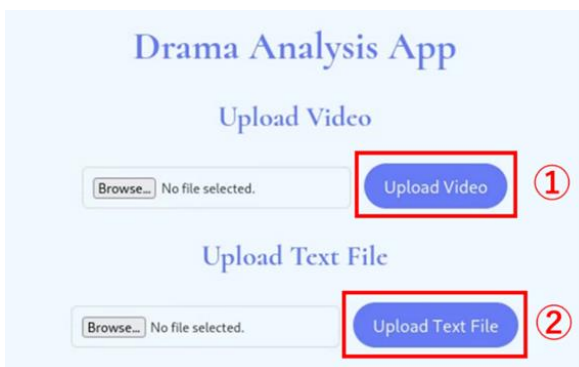 Drama Analysis App
Upload Video
Browse... No file selected. Upload Video ①
Upload Text File
Browse... No file selected. Upload Text File ②